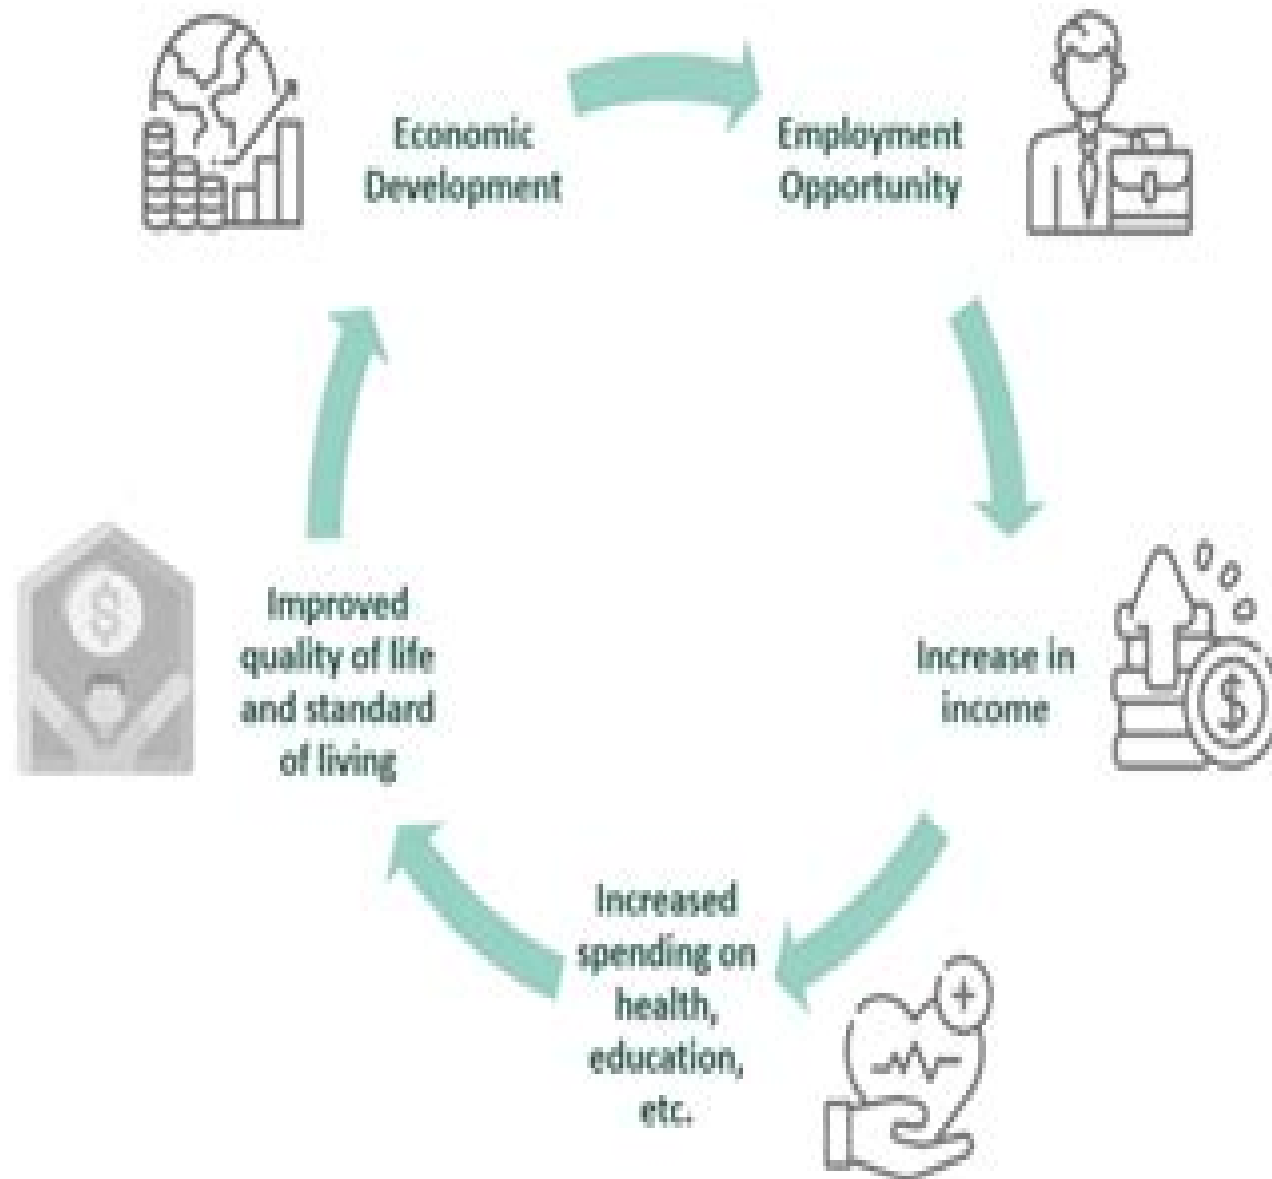 Economic
Development
Employment
Opportunity
Increase in
income
Increased
spending on
health,
education,
etc.
Improved
quality of life
and standard
of living
$
$